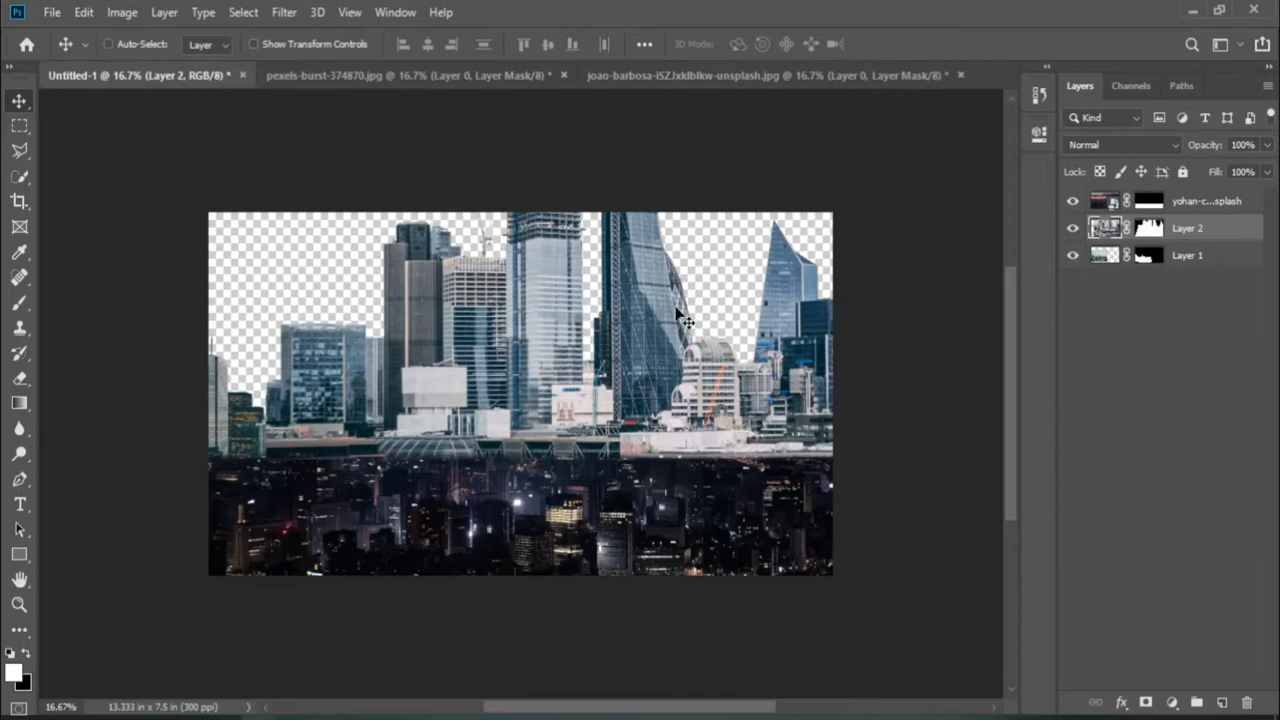 Ps File Edit Image Layer Type Select Filter 3D View Window Help
Auto-Select: Layer Show Transform Controls 3D Mode:
Untitled-1 @ 16.7% (Layer 2, RGB/8) * pexels-burst-374870.jpg @ 16.7% (Layer 0, Layer Mask/8) * joao-barbosa-iSZJxklbIkw-unsplash.jpg @ 16.7% (Layer 0, Layer Mask/8) *
Layers Channels Paths
Kind
Normal Opacity: 100%
Lock: Fill: 100%
yohan-c...splash
Layer 2
Layer 1
16.67% 13.333 in x 7.5 in (300 ppi)